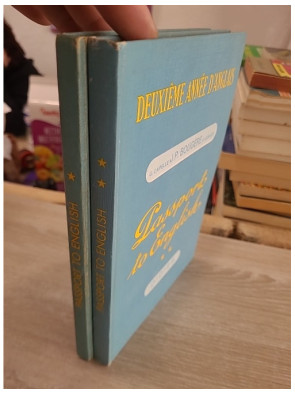 PASSPORT TO ENGLISH
PASSPORT TO ENGLISH
DEUXIÈME ANNÉE D'ANGLAIS
Passport
to English